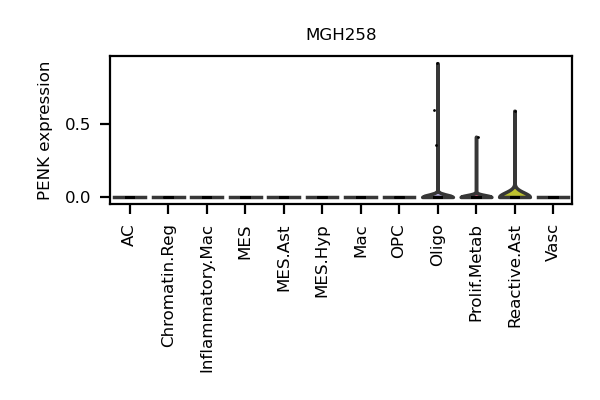 MGH258
PENK expression
0.5
0.0
AC
Chromatin.Reg
Inflammatory.Mac
MES
MES.Ast
MES.Hyp
Mac
OPC
Oligo
Prolif.Metab
Reactive.Ast
Vasc